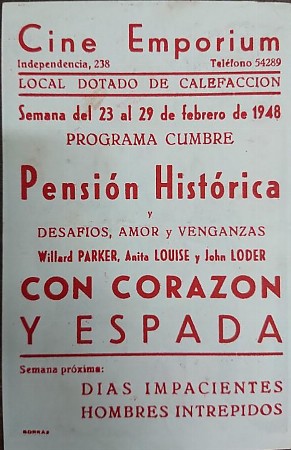 Cine Emporium
Independencia, 238 Teléfono 54289
LOCAL DOTADO DE CALEFACCION
Semana del 23 al 29 de febrero de 1948
PROGRAMA CUMBRE
Pensión Histórica
y
DESAFIOS, AMOR y VENGANZAS
Willard PARKER, Anita LOUISE y John LODER
CON CORAZON
Y ESPADA
Semana próxima:
DIAS IMPACIENTES
HOMBRES INTREPIDOS
BORRAS